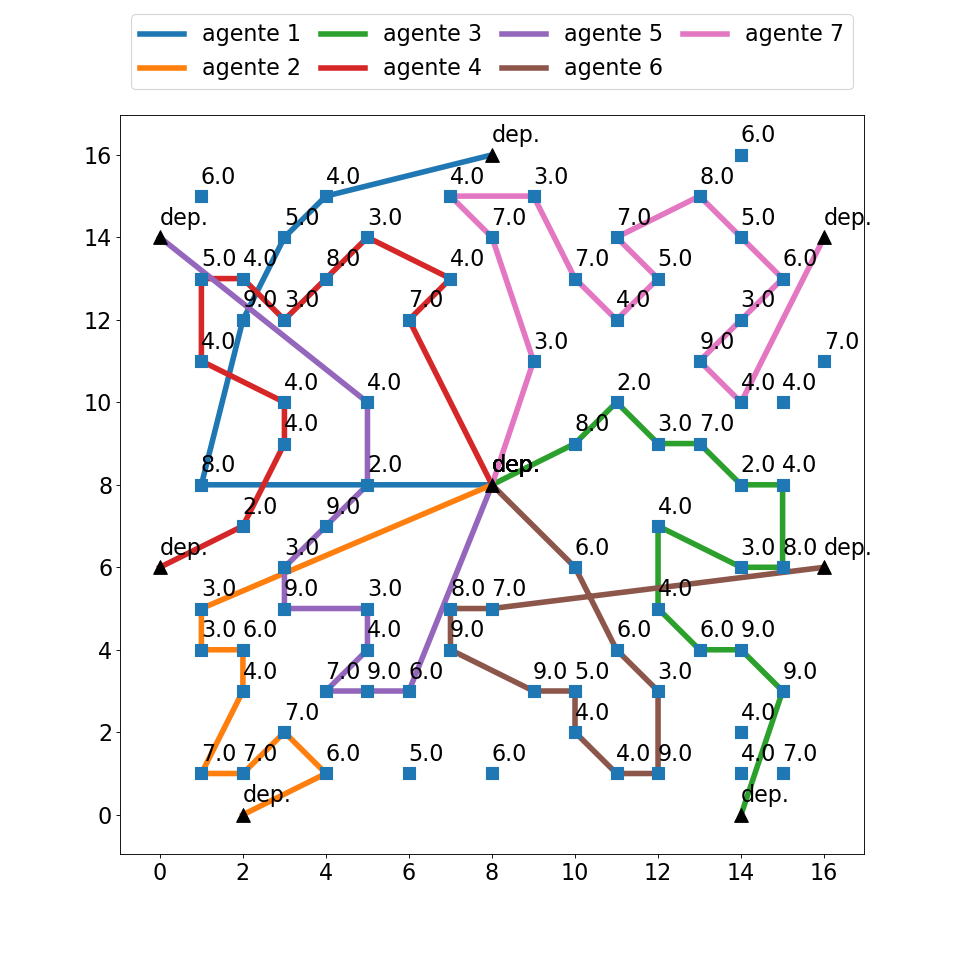 agente 1 agente 3 agente 5 agente 7
agente 2 agente 4 agente 6
dep. 6.0
16
6.0 4.0 4.0 3.0 8.0
dep. 5.0 3.0 7.0 7.0 5.0 dep.
14
5.0 4.0 8.0 4.0 7.0 5.0 6.0
9.0 3.0 7.0 4.0 3.0
12
4.0 3.0 9.0 7.0
4.0 4.0 2.0 4.0 4.0
10
4.0 8.0 3.0 7.0
8.0 2.0 dep. 2.0 4.0
8
2.0 9.0 4.0
dep. 3.0 6.0 3.0 8.0 dep.
6
3.0 9.0 3.0 8.0 7.0 4.0
3.0 6.0 4.0 9.0 6.0 6.0 9.0
4
4.0 7.0 9.0 6.0 9.0 5.0 3.0 9.0
7.0 4.0 4.0
2
7.0 7.0 6.0 5.0 6.0 4.0 9.0 4.0 7.0
dep. dep.
0
0 2 4 6 8 10 12 14 16